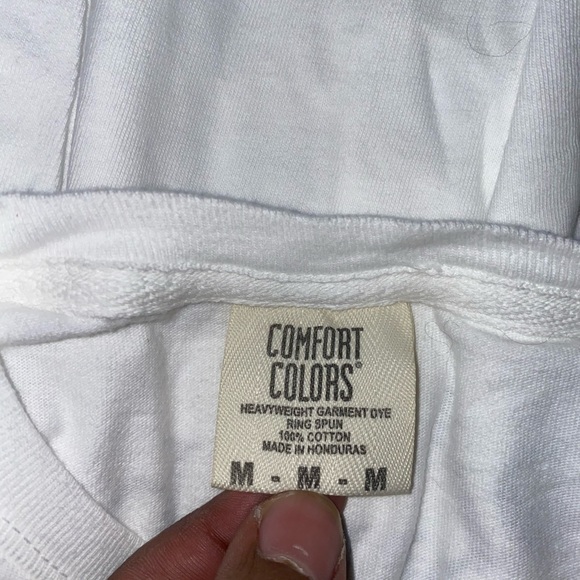 COMFORT
COLORS®
HEAVYWEIGHT GARMENT DYE
RING SPUN
100% COTTON
MADE IN HONDURAS
M - M - M